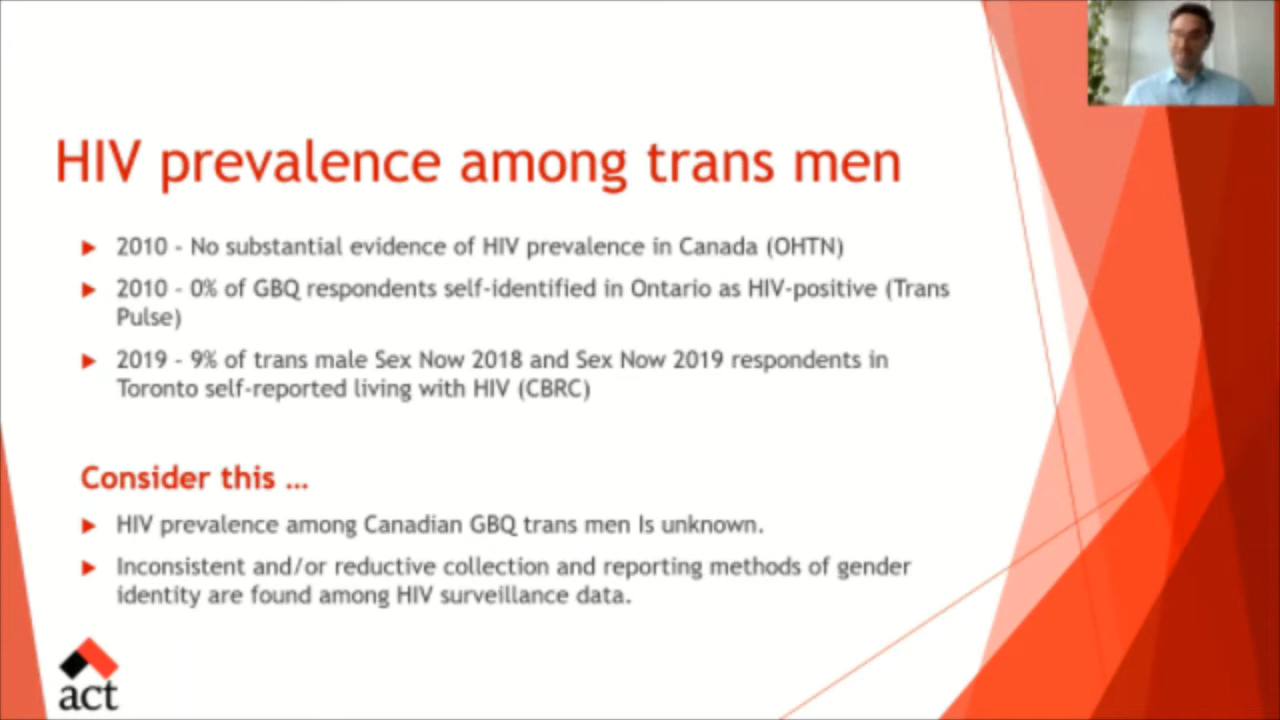 HIV prevalence among trans men
2010 - No substantial evidence of HIV prevalence in Canada (OHTN)
2010 - 0% of GBQ respondents self-identified in Ontario as HIV-positive (Trans
Pulse)
2019 - 9% of trans male Sex Now 2018 and Sex Now 2019 respondents in
Toronto self-reported living with HIV (CBRC)
Consider this ...
HIV prevalence among Canadian GBQ trans men Is unknown.
Inconsistent and/or reductive collection and reporting methods of gender
identity are found among HIV surveillance data.
act